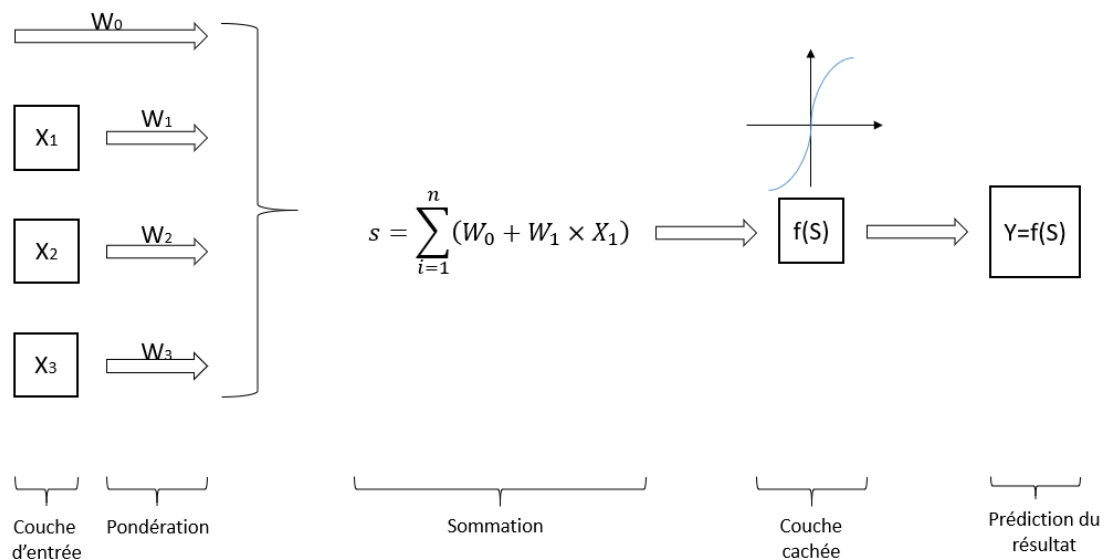 W₀
X₁
W₁
X₂
W₂
X₃
W₃
n
s = ∑ (W₀ + W₁ × X₁)
i=1
f(S)
Y=f(S)
Couche
d'entrée
Pondération
Sommation
Couche
cachée
Prédiction du
résultat